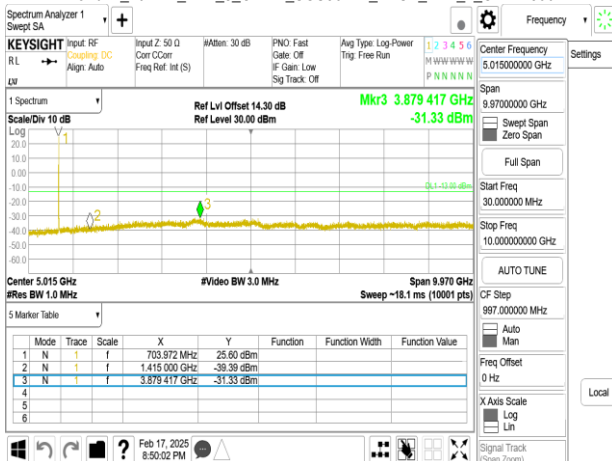 Spectrum Analyzer 1
Swept SA
+
Frequency
KEYSIGHT
RL
Input: RF
Coupling: DC
Align: Auto
Input Z: 50 Ω
Corr CCorr
Freq Ref: Int (S)
#Atten: 30 dB
PNO: Fast
Gate: Off
IF Gain: Low
Sig Track: Off
Avg Type: Log-Power
Trig: Free Run
1 2 3 4 5 6
M W W W W W
P N N N N N
Center Frequency
5.015000000 GHz
Settings
1 Spectrum
Scale/Div 10 dB
Ref Lvl Offset 14.30 dB
Ref Level 30.00 dBm
Mkr3 3.879 417 GHz
-31.33 dBm
Span
9.97000000 GHz
Swept Span
Zero Span
Full Span
Log
20.0
10.0
0.00
-10.0
-20.0
-30.0
-40.0
-50.0
-60.0
1
2
3
DL1 -13.00 dBm
Start Freq
30.000000 MHz
Stop Freq
10.000000000 GHz
AUTO TUNE
Center 5.015 GHz
#Res BW 1.0 MHz
#Video BW 3.0 MHz
Span 9.970 GHz
Sweep ~18.1 ms (10001 pts)
CF Step
997.000000 MHz
Auto
Man
5 Marker Table
Mode Trace Scale X Y Function Function Width Function Value
1 N 1 f 703.972 MHz 25.60 dBm
2 N 1 f 1.415 000 GHz -39.39 dBm
3 N 1 f 3.879 417 GHz -31.33 dBm
4
5
6
Freq Offset
0 Hz
X Axis Scale
Log
Lin
Local
Signal Track
(Span Zoom)
?
Feb 17, 2025
8:50:02 PM